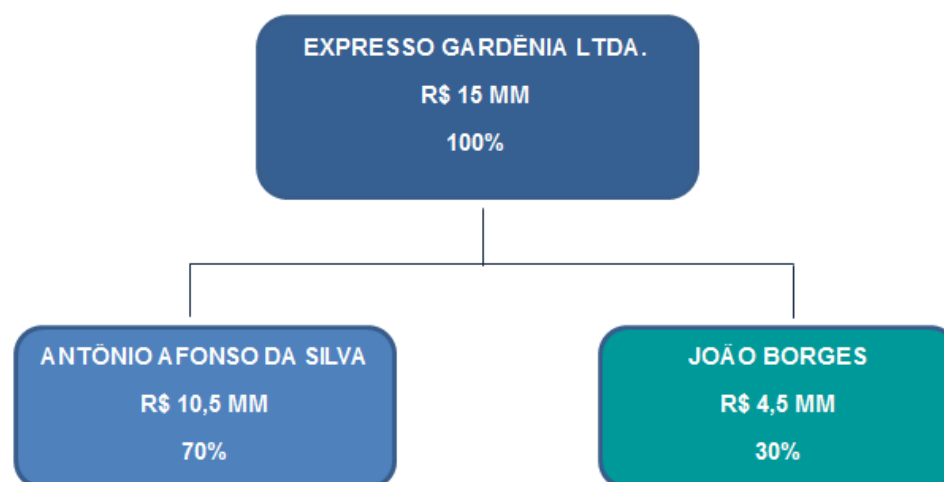 EXPRESSO GARDÊNIA LTDA.
R$ 15 MM
100%
ANTÔNIO AFONSO DA SILVA
R$ 10,5 MM
70%
JOÃO BORGES
R$ 4,5 MM
30%